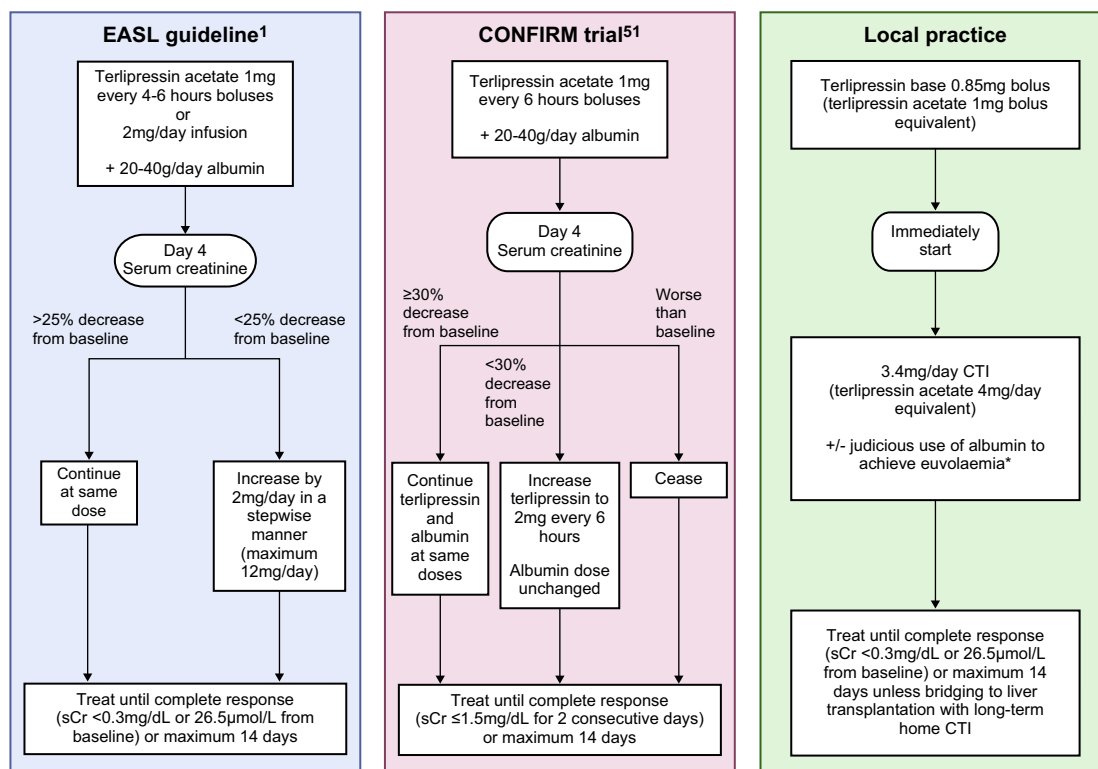 EASL guideline1
Terlipressin acetate 1mg
every 4-6 hours boluses
or
2mg/day infusion
+ 20-40g/day albumin
Day 4
Serum creatinine
>25% decrease
from baseline
<25% decrease
from baseline
Continue
at same
dose
Increase by
2mg/day in a
stepwise
manner
(maximum
12mg/day)
Treat until complete response
(sCr <0.3mg/dL or 26.5µmol/L from
baseline) or maximum 14 days
CONFIRM trial51
Terlipressin acetate 1mg
every 6 hours boluses
+ 20-40g/day albumin
Day 4
Serum creatinine
≥30%
decrease
from baseline
<30%
decrease
from
baseline
Worse
than
baseline
Continue
terlipressin
and
albumin
at same
doses
Increase
terlipressin to
2mg every 6
hours
Albumin dose
unchanged
Cease
Treat until complete response
(sCr ≤1.5mg/dL for 2 consecutive days)
or maximum 14 days
Local practice
Terlipressin base 0.85mg bolus
(terlipressin acetate 1mg bolus
equivalent)
Immediately
start
3.4mg/day CTI
(terlipressin acetate 4mg/day
equivalent)
+/- judicious use of albumin to
achieve euvolaemia*
Treat until complete response
(sCr <0.3mg/dL or 26.5µmol/L
from baseline) or maximum 14
days unless bridging to liver
transplantation with long-term
home CTI